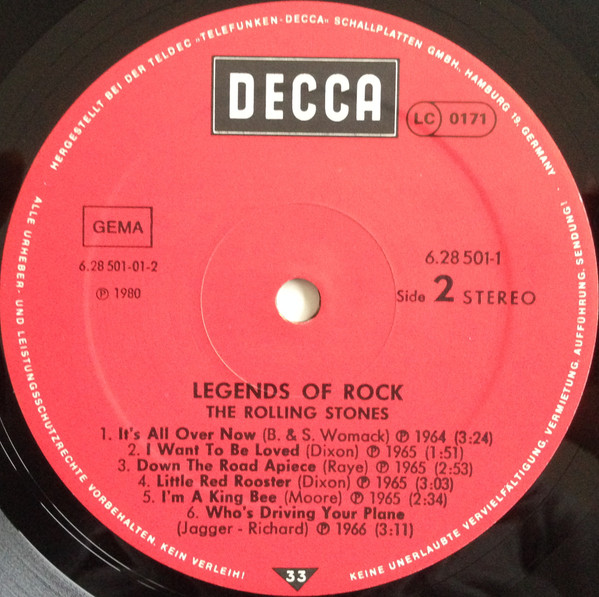 HERGESTELLT BEI DER TELDEC „TELEFUNKEN-DECCA“ SCHALLPLATTEN GMBH., HAMBURG 19, GERMANY
DECCA
LC 0171
GEMA
6.28 501-01-2
℗ 1980
6.28 501-1
Side 2 STEREO
LEGENDS OF ROCK
THE ROLLING STONES
1. It's All Over Now (B. & S. Womack) ℗ 1964 (3:24)
2. I Want To Be Loved (Dixon) ℗ 1965 (1:51)
3. Down The Road Apiece (Raye) ℗ 1965 (2:53)
4. Little Red Rooster (Dixon) ℗ 1965 (3:03)
5. I'm A King Bee (Moore) ℗ 1965 (2:34)
6. Who's Driving Your Plane
(Jagger - Richard) ℗ 1966 (3:11)
33
ALLE URHEBER- UND LEISTUNGSSCHUTZRECHTE VORBEHALTEN. KEIN VERLEIH!
KEINE UNERLAUBTE VERVIELFÄLTIGUNG, VERMIETUNG, AUFFÜHRUNG, SENDUNG!